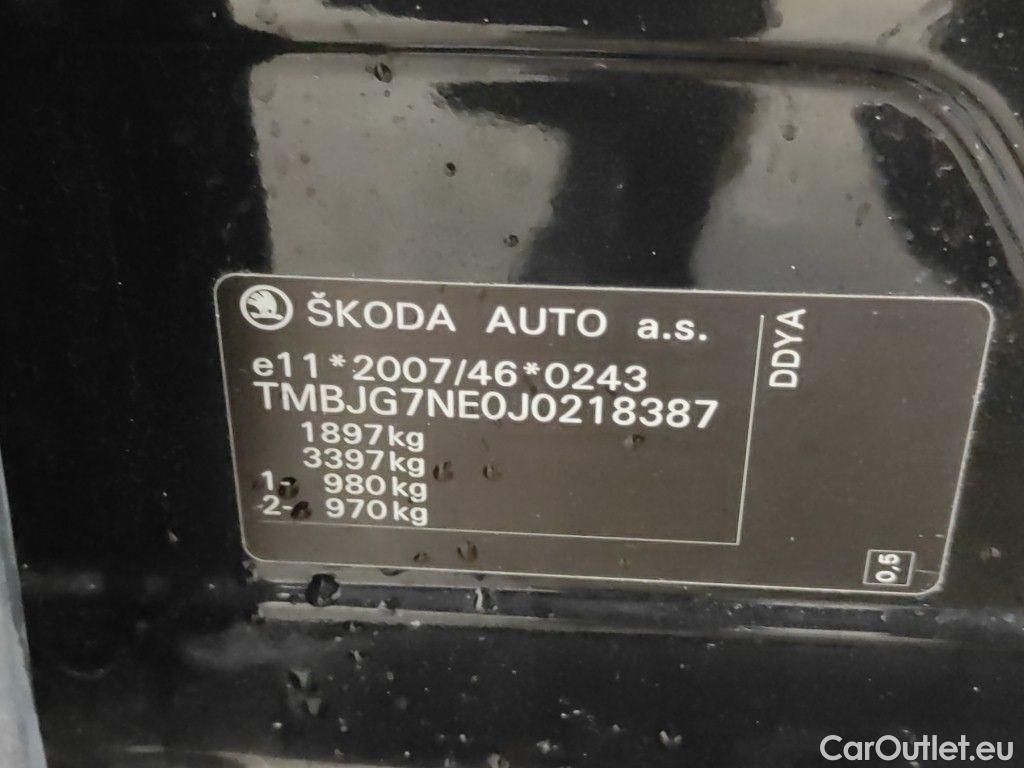 ŠKODA AUTO a.s.
e11*2007/46*0243
TMBJG7NE0J0218387
1897kg
3397kg
1- 980kg
2- 970kg
DDYA
0,5
CarOutlet.eu